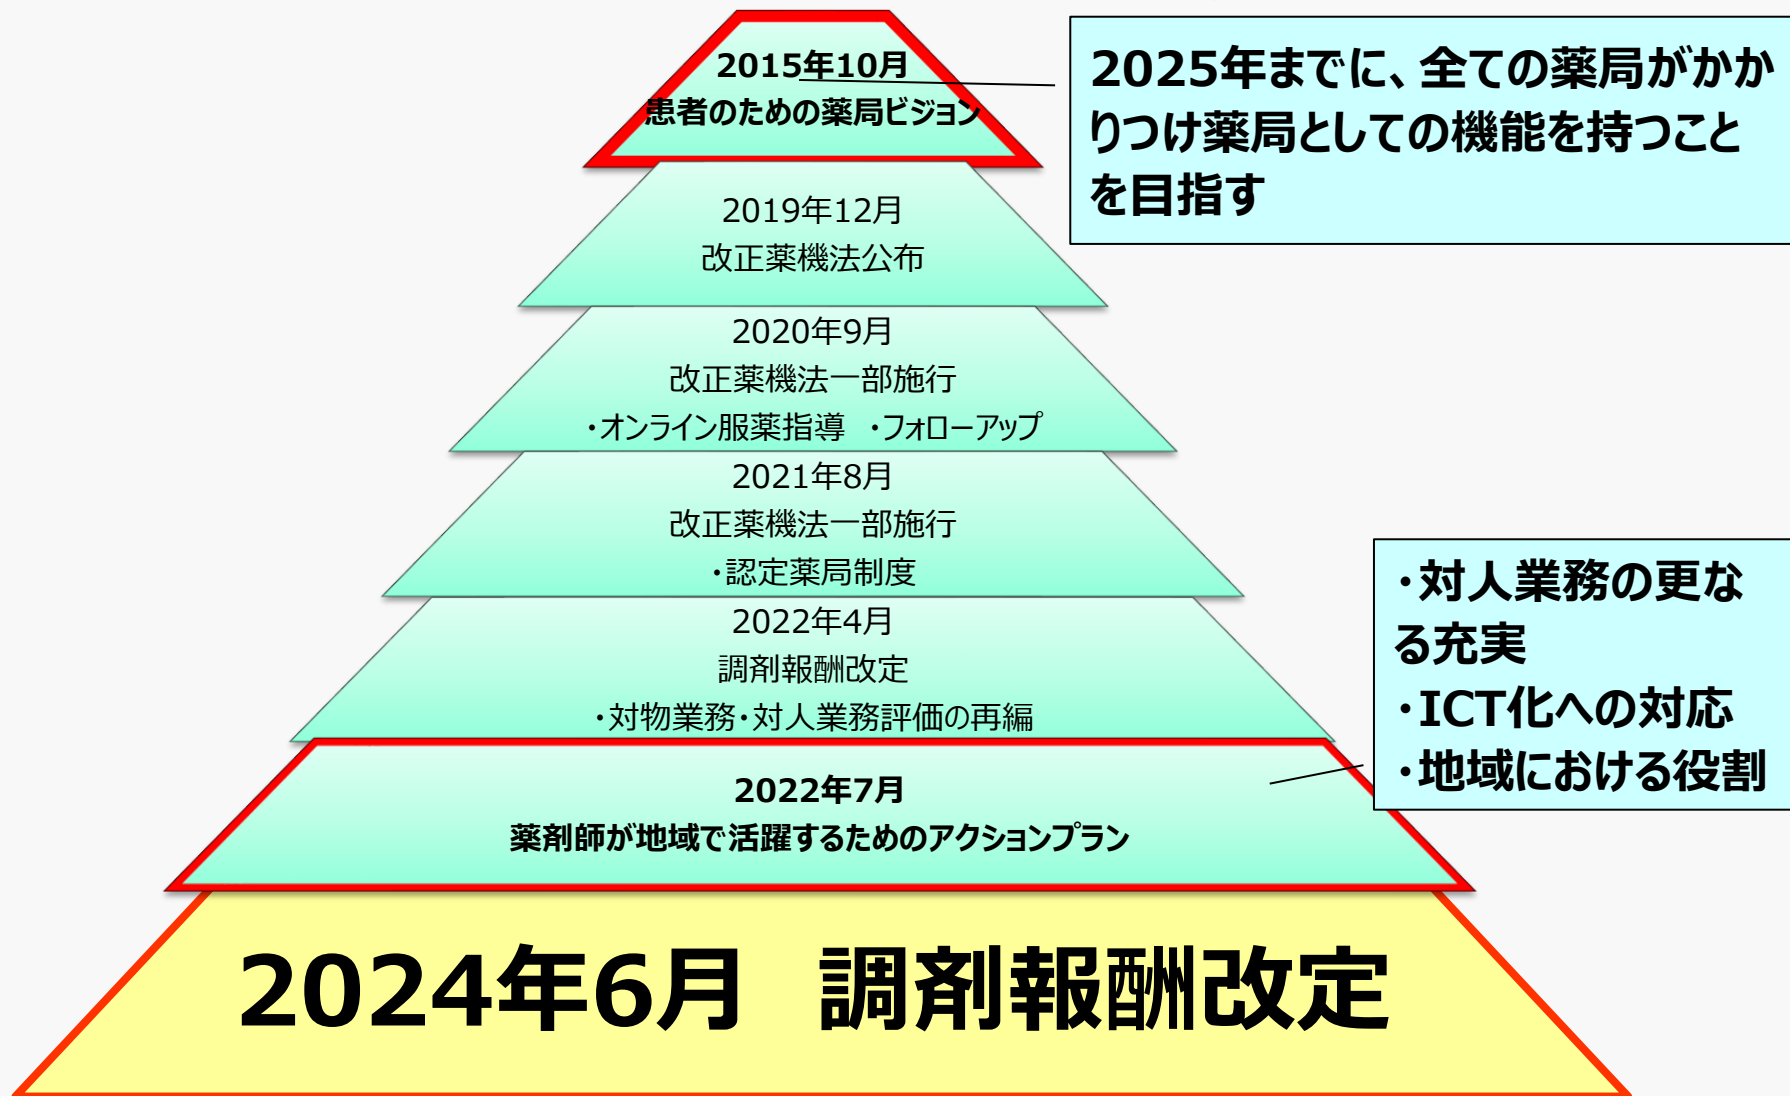 2015年10月
患者のための薬局ビジョン
2025年までに、全ての薬局がかか
りつけ薬局としての機能を持つこと
を目指す
2019年12月
改正薬機法公布
2020年9月
改正薬機法一部施行
・オンライン服薬指導　・フォローアップ
2021年8月
改正薬機法一部施行
・認定薬局制度
2022年4月
調剤報酬改定
・対物業務・対人業務評価の再編
・対人業務の更な
る充実
・ICT化への対応
・地域における役割
2022年7月
薬剤師が地域で活躍するためのアクションプラン
2024年6月　調剤報酬改定